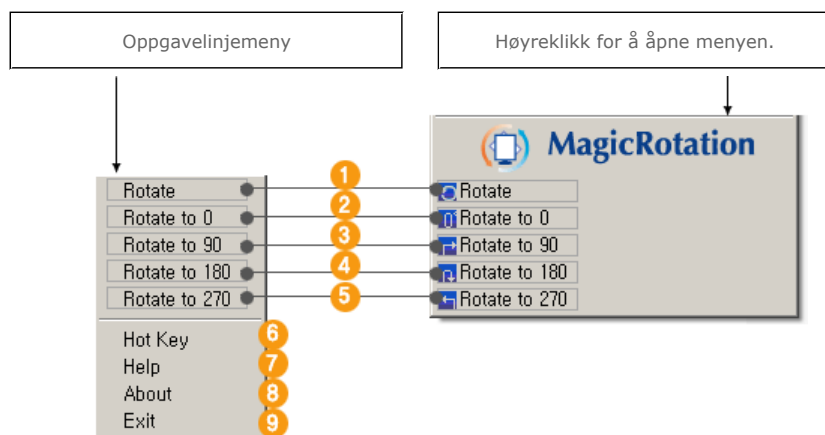 Oppgavelinjemeny
Høyreklikk for å åpne menyen.
MagicRotation
Rotate
1
Rotate
Rotate to 0
2
Rotate to 0
Rotate to 90
3
Rotate to 90
Rotate to 180
4
Rotate to 180
Rotate to 270
5
Rotate to 270
Hot Key
6
Help
7
About
8
Exit
9